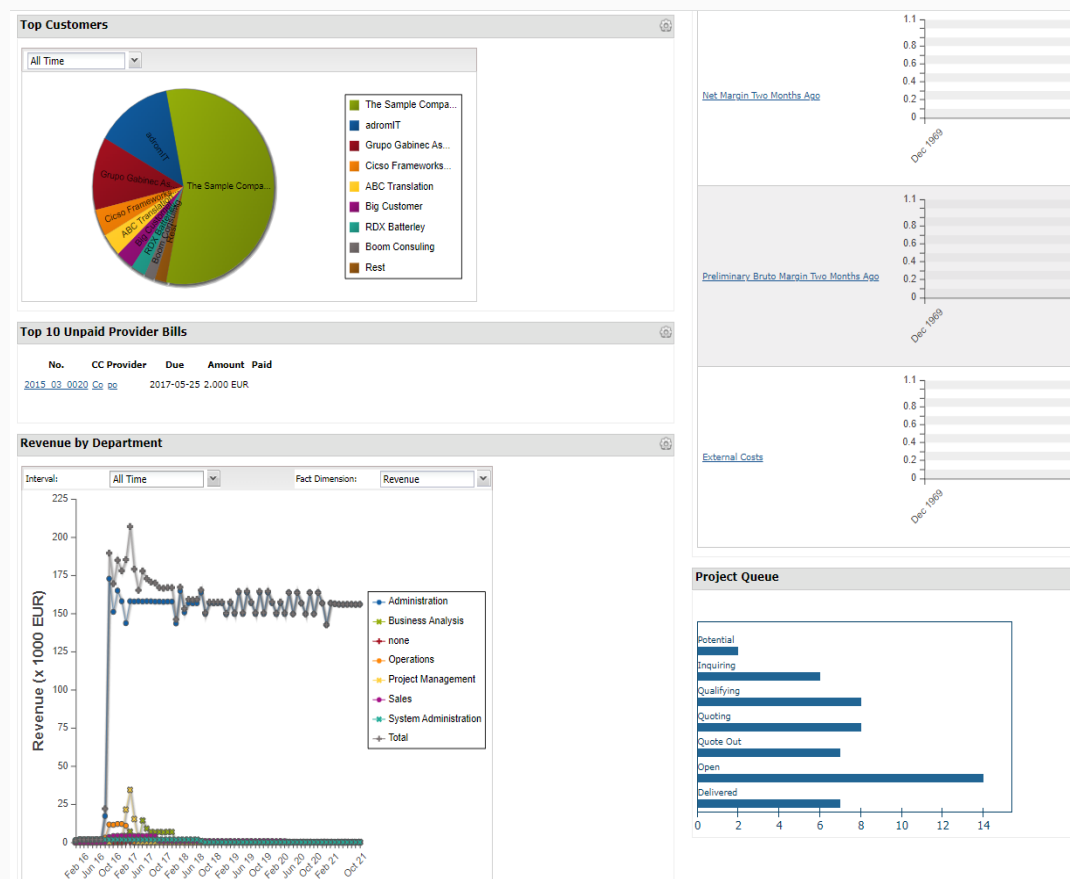 Top Customers
All Time
The Sample Compa...
adromIT
Grupo Gabinec As...
Cicso Frameworks...
ABC Translation
Big Customer
RDX Batterley
Boom Consuling
Rest
adromIT
Grupo Gabinec As...
Cicso Frameworks...
ABC Translation
Big Customer
RDX Batterley
Boom Consuling
Rest
The Sample Compa...
Top 10 Unpaid Provider Bills
No. CC Provider Due Amount Paid
2015_03_0020 Co po 2017-05-25 2.000 EUR
Revenue by Department
Interval: All Time Fact Dimension: Revenue
Revenue (x 1000 EUR)
225
200
175
150
125
100
75
50
25
0
Feb 16 Jun 16 Oct 16 Feb 17 Jun 17 Oct 17 Feb 18 Jun 18 Oct 18 Feb 19 Jun 19 Oct 19 Feb 20 Jun 20 Oct 20 Feb 21 Oct 21
Administration
Business Analysis
none
Operations
Project Management
Sales
System Administration
Total
Net Margin Two Months Ago
1.1
0.8
0.6
0.4
0.2
0
Dec 1969
Preliminary Bruto Margin Two Months Ago
1.1
0.8
0.6
0.4
0.2
0
Dec 1969
External Costs
1.1
0.8
0.6
0.4
0.2
0
Dec 1969
Project Queue
Potential
Inquiring
Qualifying
Quoting
Quote Out
Open
Delivered
0 2 4 6 8 10 12 14